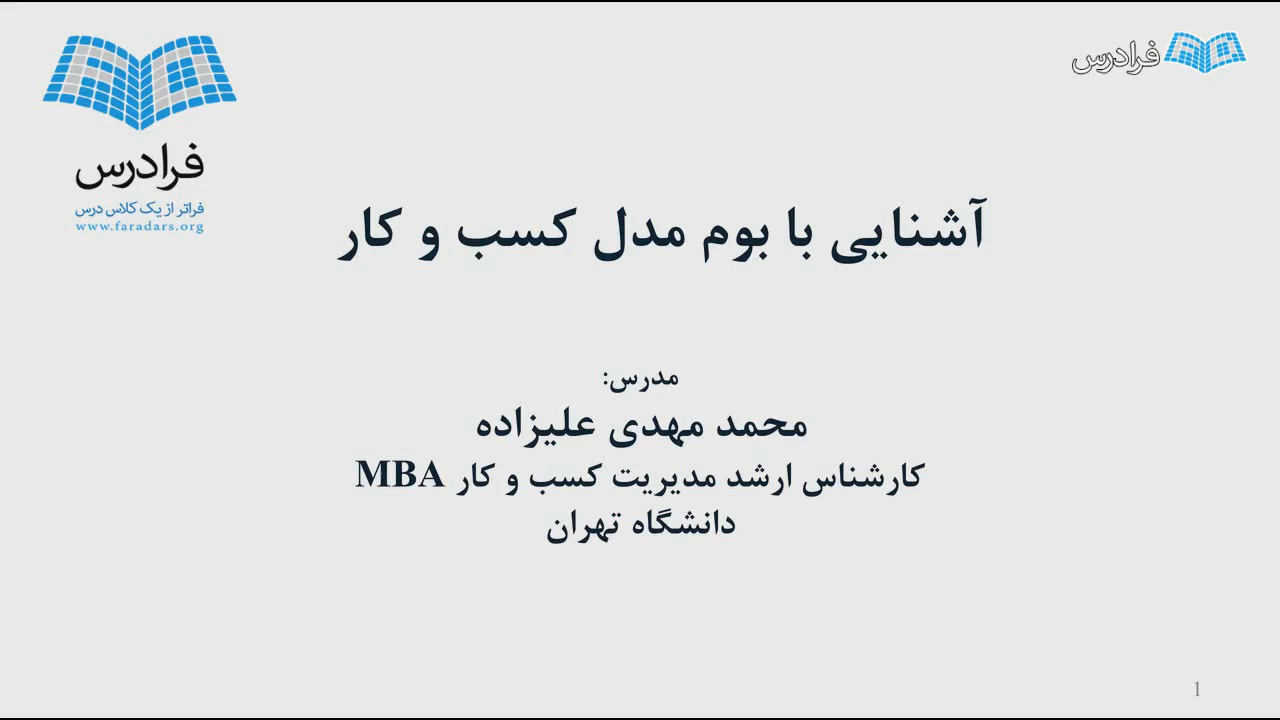 فرادرس
فرادرس
فراتر از یک کلاس درس
www.faradars.org
آشنایی با بوم مدل کسب و کار
مدرس:
محمد مهدی علیزاده
کارشناس ارشد مدیریت کسب و کار MBA
دانشگاه تهران
1